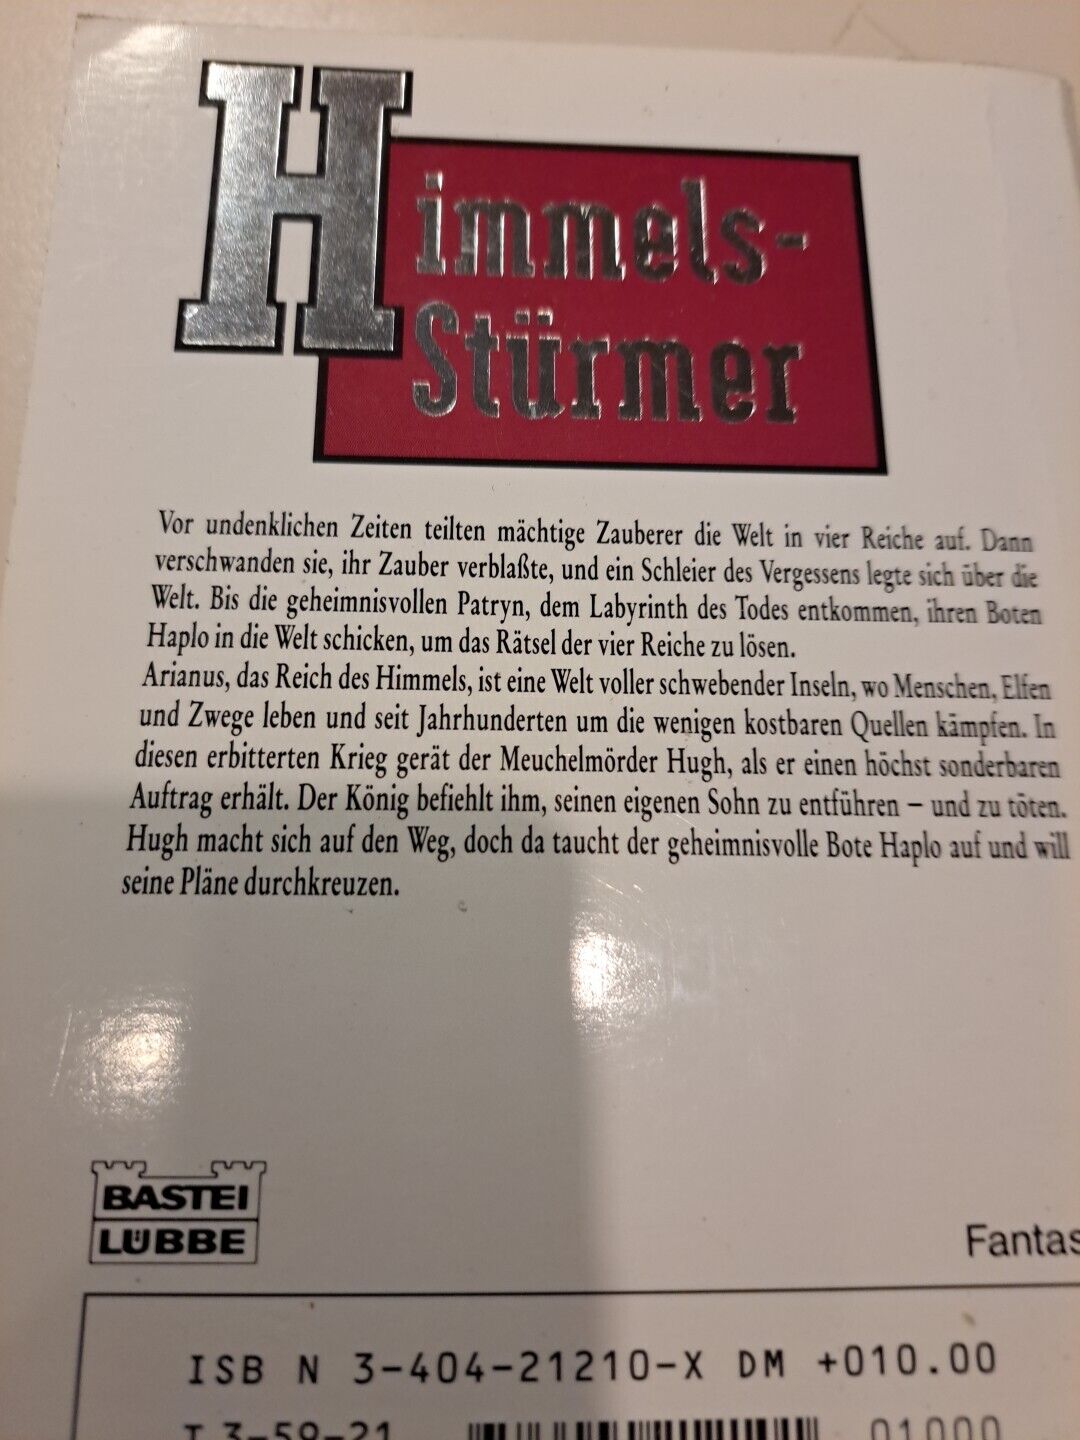 Himmels-
Stürmer
Vor undenklichen Zeiten teilten mächtige Zauberer die Welt in vier Reiche auf. Dann
verschwanden sie, ihr Zauber verblaßte, und ein Schleier des Vergessens legte sich über die
Welt. Bis die geheimnisvollen Patryn, dem Labyrinth des Todes entkommen, ihren Boten
Haplo in die Welt schicken, um das Rätsel der vier Reiche zu lösen.
Arianus, das Reich des Himmels, ist eine Welt voller schwebender Inseln, wo Menschen, Elfen
und Zwege leben und seit Jahrhunderten um die wenigen kostbaren Quellen kämpfen. In
diesen erbitterten Krieg gerät der Meuchelmörder Hugh, als er einen höchst sonderbaren
Auftrag erhält. Der König befiehlt ihm, seinen eigenen Sohn zu entführen – und zu töten.
Hugh macht sich auf den Weg, doch da taucht der geheimnisvolle Bote Haplo auf und will
seine Pläne durchkreuzen.
BASTEI
LÜBBE
Fantas
ISB N 3-404-21210-X DM +010.00
T 3-59-21 01000